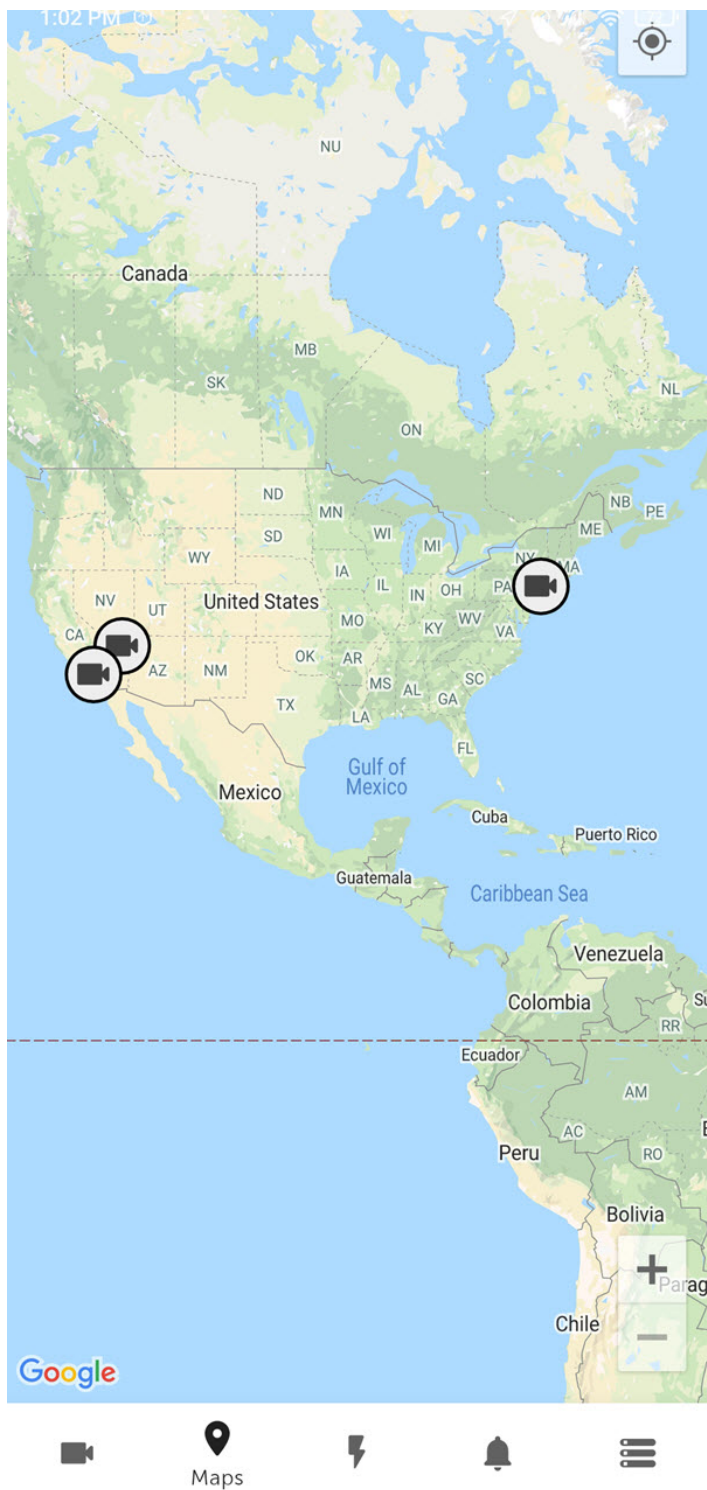 1:02 PM
NU
Canada
MB
SK
NL
ON
ND
MN
NB
PE
ME
SD
WI
MI
WY
NY
MA
IA
NV
UT
United States
IL
IN
OH
PA
MO
KY
WV
VA
CA
AZ
NM
OK
AR
MS
AL
SC
GA
TX
LA
FL
Gulf of
Mexico
Mexico
Cuba
Puerto Rico
Guatemala
Caribbean Sea
Venezuela
Colombia
Su
RR
Ecuador
AM
AC
Peru
RO
Bolivia
Parag
Chile
Google
Maps